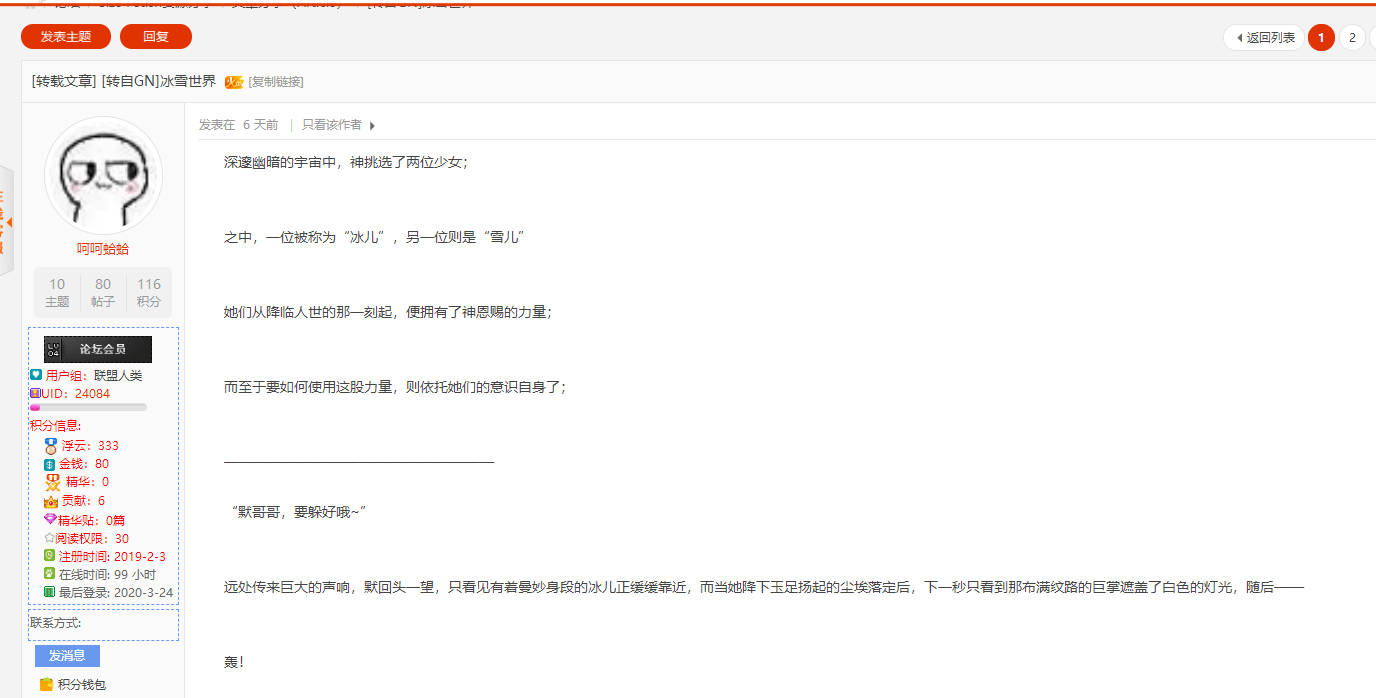 发表主题 回复 返回列表 1 2
[转载文章] [转自GN]冰雪世界 [复制链接]
呵呵蛤蛤
10 80 116
主题 帖子 积分
LV 04 论坛会员
用户组: 联盟人类
UID: 24084
积分信息:
浮云: 333
金钱: 80
精华: 0
贡献: 6
精华贴: 0篇
阅读权限: 30
注册时间: 2019-2-3
在线时间: 99 小时
最后登录: 2020-3-24
联系方式:
发消息
积分钱包
发表在 6 天前 | 只看该作者
深邃幽暗的宇宙中，神挑选了两位少女；
之中，一位被称为“冰儿”，另一位则是“雪儿”
她们从降临人世的那一刻起，便拥有了神恩赐的力量；
而至于要如何使用这股力量，则依托她们的意识自身了；
“默哥哥，要躲好哦~”
远处传来巨大的声响，默回头一望，只看见有着曼妙身段的冰儿正缓缓靠近，而当她降下玉足扬起的尘埃落定后，下一秒只看到那布满纹路的巨掌遮盖了白色的灯光，随后——
轰！